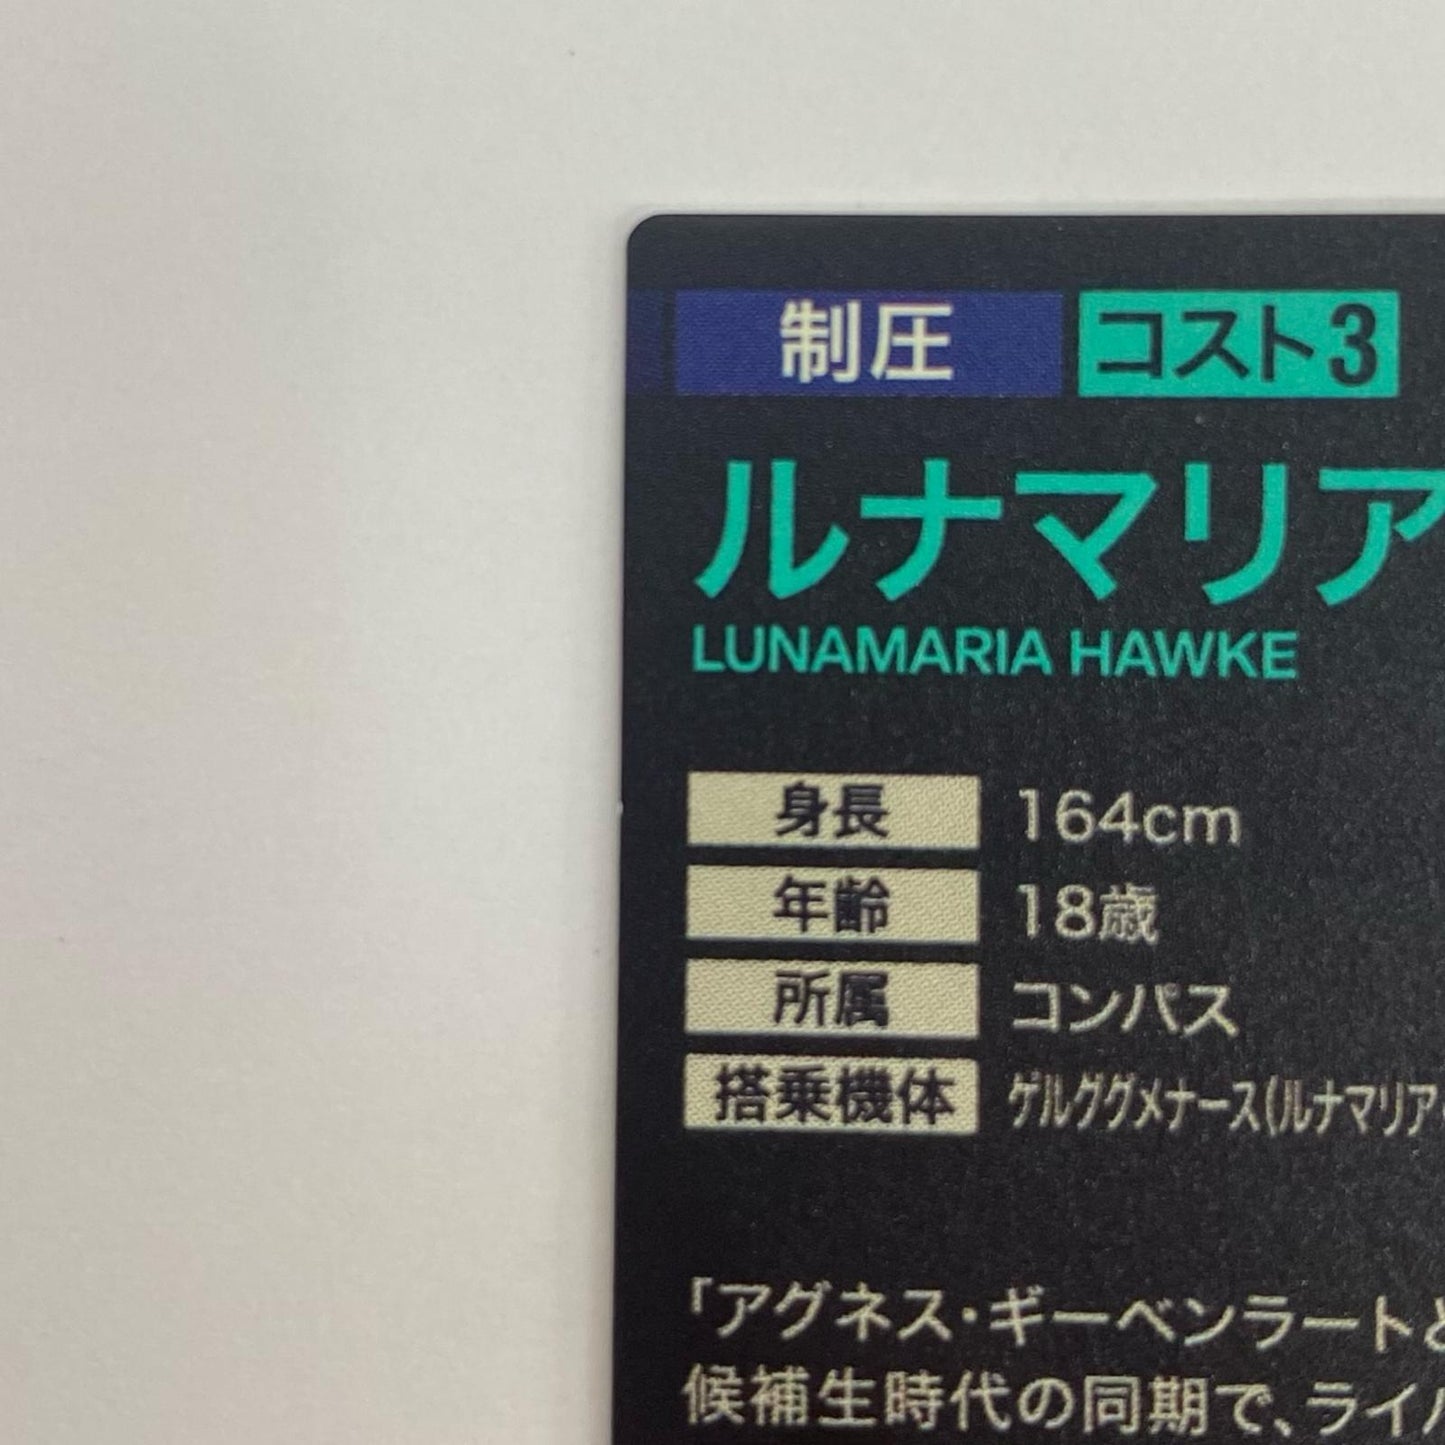 制圧 コスト3
ルナマリア
LUNAMARIA HAWKE
身長 164cm
年齢 18歳
所属 コンパス
搭乗機体 ゲルググメナース(ルナマリア
「アグネス・ギーベンラートと
候補生時代の同期で、ライバ